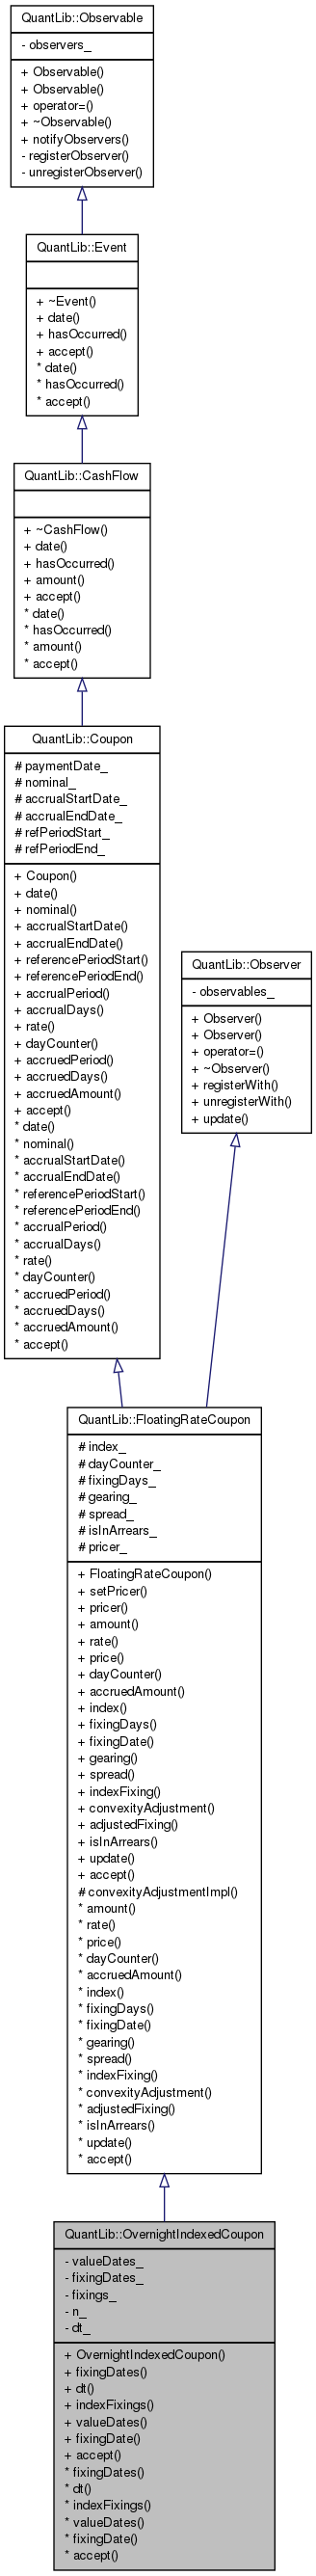 QuantLib::Observable
- observers_
+ Observable()
+ Observable()
+ operator=()
+ ~Observable()
+ notifyObservers()
- registerObserver()
- unregisterObserver()
QuantLib::Event
+ ~Event()
+ date()
+ hasOccurred()
+ accept()
* date()
* hasOccurred()
* accept()
QuantLib::CashFlow
+ ~CashFlow()
+ date()
+ hasOccurred()
+ amount()
+ accept()
* date()
* hasOccurred()
* amount()
* accept()
QuantLib::Coupon
# paymentDate_
# nominal_
# accrualStartDate_
# accrualEndDate_
# refPeriodStart_
# refPeriodEnd_
+ Coupon()
+ date()
+ nominal()
+ accrualStartDate()
+ accrualEndDate()
+ referencePeriodStart()
+ referencePeriodEnd()
+ accrualPeriod()
+ accrualDays()
+ rate()
+ dayCounter()
+ accruedPeriod()
+ accruedDays()
+ accruedAmount()
+ accept()
* date()
* nominal()
* accrualStartDate()
* accrualEndDate()
* referencePeriodStart()
* referencePeriodEnd()
* accrualPeriod()
* accrualDays()
* rate()
* dayCounter()
* accruedPeriod()
* accruedDays()
* accruedAmount()
* accept()
QuantLib::Observer
- observables_
+ Observer()
+ Observer()
+ operator=()
+ ~Observer()
+ registerWith()
+ unregisterWith()
+ update()
QuantLib::FloatingRateCoupon
# index_
# dayCounter_
# fixingDays_
# gearing_
# spread_
# isInArrears_
# pricer_
+ FloatingRateCoupon()
+ setPricer()
+ pricer()
+ amount()
+ rate()
+ price()
+ dayCounter()
+ accruedAmount()
+ index()
+ fixingDays()
+ fixingDate()
+ gearing()
+ spread()
+ indexFixing()
+ convexityAdjustment()
+ adjustedFixing()
+ isInArrears()
+ update()
+ accept()
# convexityAdjustmentImpl()
* amount()
* rate()
* price()
* dayCounter()
* accruedAmount()
* index()
* fixingDays()
* fixingDate()
* gearing()
* spread()
* indexFixing()
* convexityAdjustment()
* adjustedFixing()
* isInArrears()
* update()
* accept()
QuantLib::OvernightIndexedCoupon
- valueDates_
- fixingDates_
- fixings_
- n_
- dt_
+ OvernightIndexedCoupon()
+ fixingDates()
+ dt()
+ indexFixings()
+ valueDates()
+ fixingDate()
+ accept()
* fixingDates()
* dt()
* indexFixings()
* valueDates()
* fixingDate()
* accept()